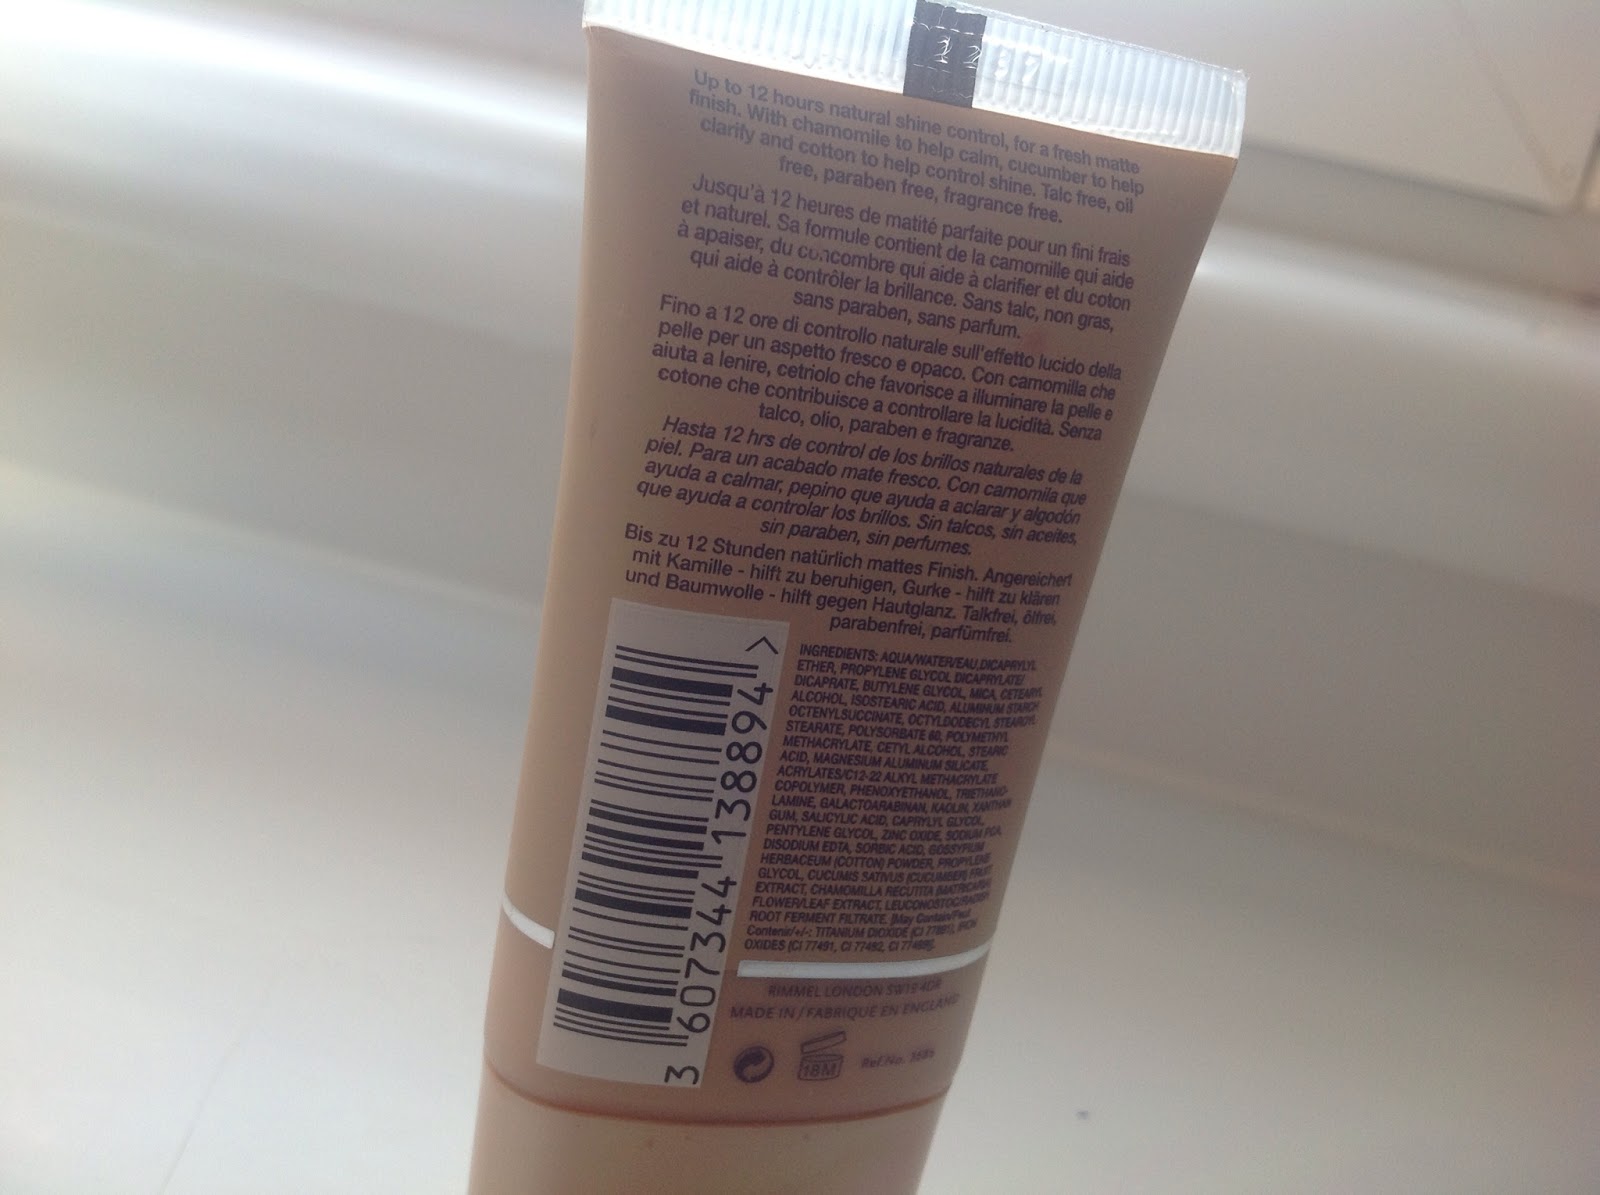 1237
Up to 12 hours natural shine control, for a fresh matte
finish. With chamomile to help calm, cucumber to help
clarify and cotton to help control shine. Talc free, oil
free, paraben free, fragrance free.
Jusqu'à 12 heures de matité parfaite pour un fini frais
et naturel. Sa formule contient de la camomille qui aide
à apaiser, du concombre qui aide à clarifier et du coton
qui aide à contrôler la brillance. Sans talc, non gras,
sans paraben, sans parfum.
Fino a 12 ore di controllo naturale sull'effetto lucido della
pelle per un aspetto fresco e opaco. Con camomilla che
aiuta a lenire, cetriolo che favorisce a illuminare la pelle e
cotone che contribuisce a controllare la lucidità. Senza
talco, olio, paraben e fragranze.
Hasta 12 hrs de control de los brillos naturales de la
piel. Para un acabado mate fresco. Con camomila que
ayuda a calmar, pepino que ayuda a aclarar y algodón
que ayuda a controlar los brillos. Sin talcos, sin aceites,
sin paraben, sin perfumes.
Bis zu 12 Stunden natürlich mattes Finish. Angereichert
mit Kamille - hilft zu beruhigen, Gurke - hilft zu klären
und Baumwolle - hilft gegen Hautglanz. Talkfrei, ölfrei,
parabenfrei, parfümfrei.
INGREDIENTS: AQUA/WATER/EAU, DICAPRYLYL
ETHER, PROPYLENE GLYCOL DICAPRYLATE/
DICAPRATE, BUTYLENE GLYCOL, MICA, CETEARYL
ALCOHOL, ISOSTEARIC ACID, ALUMINUM STARCH
OCTENYLSUCCINATE, OCTYLDODECYL STEAROYL
STEARATE, POLYSORBATE 60, POLYMETHYL
METHACRYLATE, CETYL ALCOHOL, STEARIC
ACID, MAGNESIUM ALUMINUM SILICATE,
ACRYLATES/C12-22 ALKYL METHACRYLATE
COPOLYMER, PHENOXYETHANOL, TRIETHANO-
LAMINE, GALACTOARABINAN, KAOLIN, XANTHAN
GUM, SALICYLIC ACID, CAPRYLYL GLYCOL,
PENTYLENE GLYCOL, ZINC OXIDE, SODIUM PCA,
DISODIUM EDTA, SORBIC ACID, GOSSYPIUM
HERBACEUM (COTTON) POWDER, PROPYLENE
GLYCOL, CUCUMIS SATIVUS (CUCUMBER) FRUIT
EXTRACT, CHAMOMILLA RECUTITA (MATRICARIA)
FLOWER/LEAF EXTRACT, LEUCONOSTOC/RADISH
ROOT FERMENT FILTRATE. [May Contain/Peut
Contenir/+/-: TITANIUM DIOXIDE (CI 77891), IRON
OXIDES (CI 77491, CI 77492, CI 77499)].
3 607344 138894 >
RIMMEL LONDON SW19 4DR
MADE IN / FABRIQUE EN ENGLAND
18M
Ref.No.